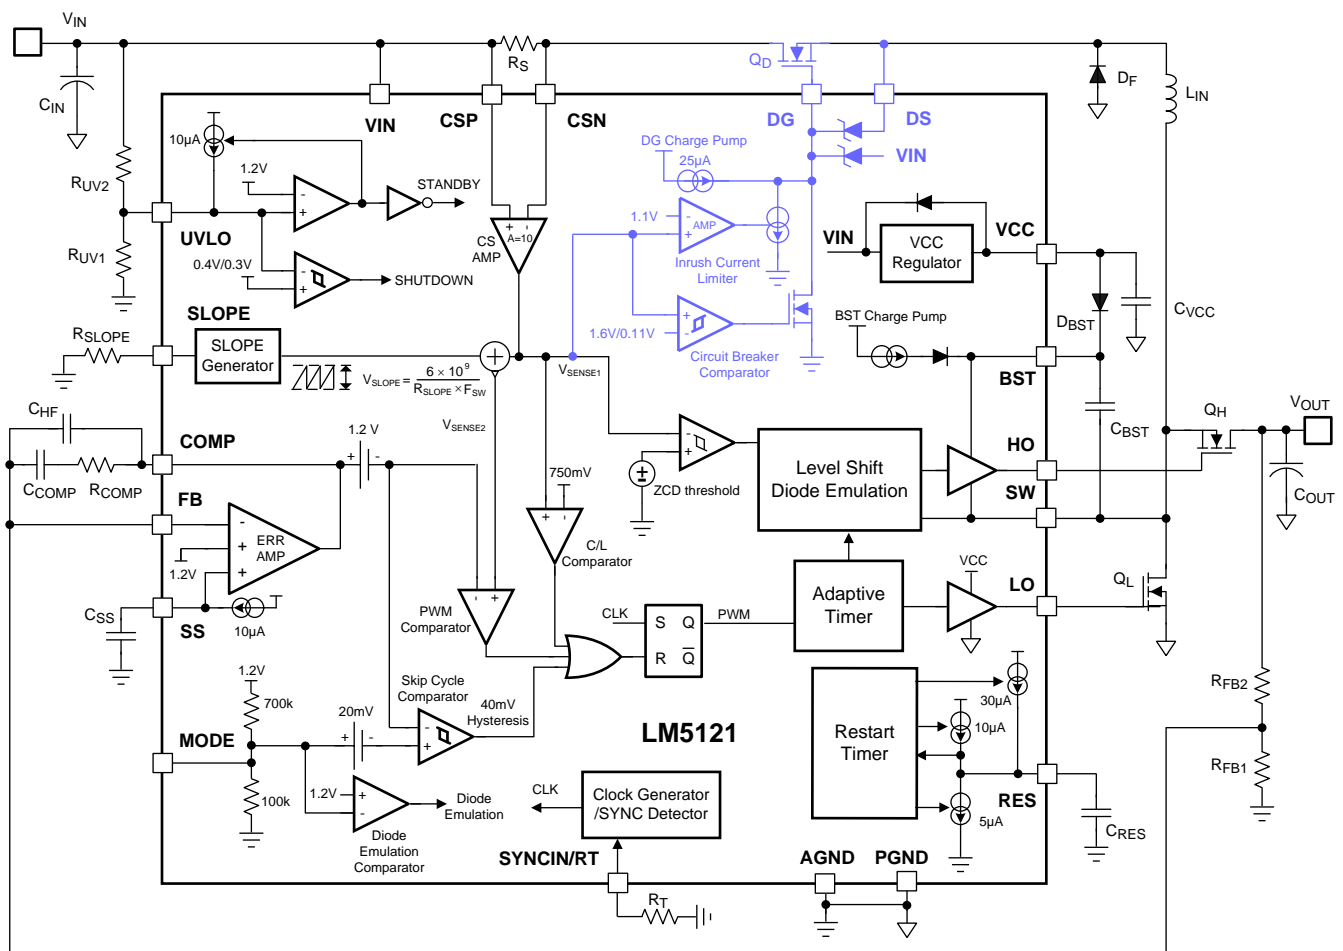 VIN
CIN
RS
QD
DF
LIN
VIN
CSP
CSN
DG
DS
10µA
1.2V
STANDBY
RUV2
UVLO
RUV1
0.4V/0.3V
SHUTDOWN
+ -
A=10
CS
AMP
DG Charge Pump
25µA
VIN
1.1V
AMP
Inrush Current
Limiter
1.6V/0.11V
Circuit Breaker
Comparator
VIN
VCC
Regulator
VCC
CVCC
DBST
BST Charge Pump
BST
CBST
SLOPE
RSLOPE
SLOPE
Generator
VSLOPE = 6 × 10^9 / RSLOPE × FSW
+
VSENSE1
VSENSE2
CHF
COMP
CCOMP
RCOMP
1.2 V
+ -
FB
ERR
AMP
1.2V
CSS
SS
10µA
750mV
+ -
C/L
Comparator
ZCD threshold
Level Shift
Diode Emulation
HO
SW
QH
VOUT
COUT
PWM
Comparator
- +
CLK
S Q
R Q̅
PWM
Adaptive
Timer
VCC
LO
QL
1.2V
700k
MODE
100k
20mV
+ -
Skip Cycle
Comparator
40mV
Hysteresis
1.2V
Diode
Emulation
Diode
Emulation
Comparator
LM5121
CLK
Clock Generator
/SYNC Detector
SYNCIN/RT
RT
Restart
Timer
30µA
10µA
5µA
RES
CRES
RFB2
RFB1
AGND
PGND